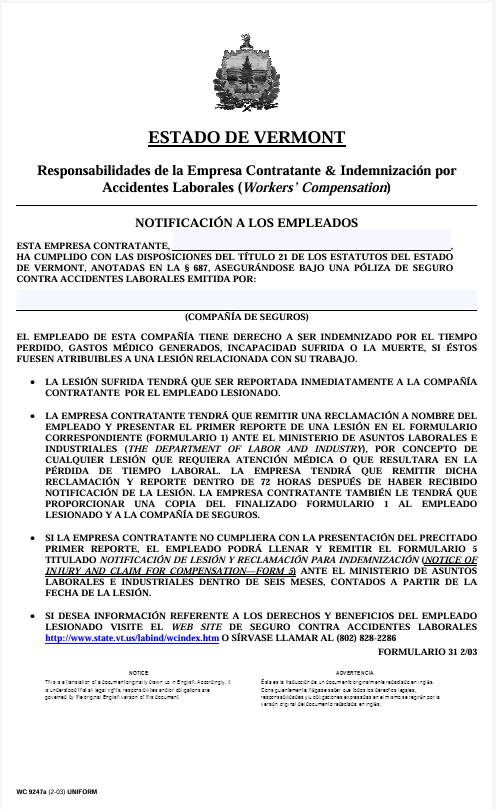 ESTADO DE VERMONT
Responsabilidades de la Empresa Contratante & Indemnización por
Accidentes Laborales (Workers' Compensation)
NOTIFICACIÓN A LOS EMPLEADOS
ESTA EMPRESA CONTRATANTE, ,
HA CUMPLIDO CON LAS DISPOSICIONES DEL TÍTULO 21 DE LOS ESTATUTOS DEL ESTADO
DE VERMONT, ANOTADAS EN LA § 687, ASEGURÁNDOSE BAJO UNA PÓLIZA DE SEGURO
CONTRA ACCIDENTES LABORALES EMITIDA POR:
(COMPAÑÍA DE SEGUROS)
EL EMPLEADO DE ESTA COMPAÑÍA TIENE DERECHO A SER INDEMNIZADO POR EL TIEMPO
PERDIDO, GASTOS MÉDICO GENERADOS, INCAPACIDAD SUFRIDA O LA MUERTE, SI ÉSTOS
FUESEN ATRIBUIBLES A UNA LESIÓN RELACIONADA CON SU TRABAJO.
• LA LESIÓN SUFRIDA TENDRÁ QUE SER REPORTADA INMEDIATAMENTE A LA COMPAÑÍA
CONTRATANTE POR EL EMPLEADO LESIONADO.
• LA EMPRESA CONTRATANTE TENDRÁ QUE REMITIR UNA RECLAMACIÓN A NOMBRE DEL
EMPLEADO Y PRESENTAR EL PRIMER REPORTE DE UNA LESIÓN EN EL FORMULARIO
CORRESPONDIENTE (FORMULARIO 1) ANTE EL MINISTERIO DE ASUNTOS LABORALES E
INDUSTRIALES (THE DEPARTMENT OF LABOR AND INDUSTRY), POR CONCEPTO DE
CUALQUIER LESIÓN QUE REQUIERA ATENCIÓN MÉDICA O QUE RESULTARA EN LA
PÉRDIDA DE TIEMPO LABORAL. LA EMPRESA TENDRÁ QUE REMITIR DICHA
RECLAMACIÓN Y REPORTE DENTRO DE 72 HORAS DESPUÉS DE HABER RECIBIDO
NOTIFICACIÓN DE LA LESIÓN. LA EMPRESA CONTRATANTE TAMBIÉN LE TENDRÁ QUE
PROPORCIONAR UNA COPIA DEL FINALIZADO FORMULARIO 1 AL EMPLEADO
LESIONADO Y A LA COMPAÑÍA DE SEGUROS.
• SI LA EMPRESA CONTRATANTE NO CUMPLIERA CON LA PRESENTACIÓN DEL PRECITADO
PRIMER REPORTE, EL EMPLEADO PODRÁ LLENAR Y REMITIR EL FORMULARIO 5
TITULADO NOTIFICACIÓN DE LESIÓN Y RECLAMACIÓN PARA INDEMNIZACIÓN (NOTICE OF
INJURY AND CLAIM FOR COMPENSATION—FORM 5) ANTE EL MINISTERIO DE ASUNTOS
LABORALES E INDUSTRIALES DENTRO DE SEIS MESES, CONTADOS A PARTIR DE LA
FECHA DE LA LESIÓN.
• SI DESEA INFORMACIÓN REFERENTE A LOS DERECHOS Y BENEFICIOS DEL EMPLEADO
LESIONADO VISITE EL WEB SITE DE SEGURO CONTRA ACCIDENTES LABORALES
http://www.state.vt.us/labind/wcindex.htm O SÍRVASE LLAMAR AL (802) 828-2286
FORMULARIO 31 2/03
NOTICE
This is a translation of a document originally drawn up in English. Accordingly, it
is understood that all legal rights, responsibilities and/or obligations are
governed by the original English version of this document.
ADVERTENCIA
Ésta es la traducción de un documento originalmente redactado en inglés.
Consiguientemente, hágase saber que todos los derechos legales,
responsabilidades y/u obligaciones expresadas en el mismo se regirán por la
versión original del documento redactado en inglés.
WC 9247a (2-03) UNIFORM